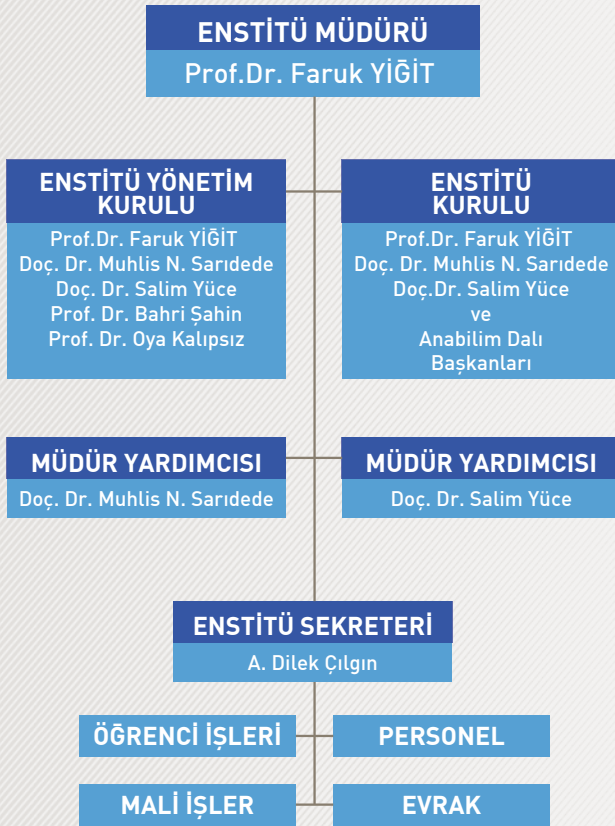 ENSTİTÜ MÜDÜRÜ
Prof.Dr. Faruk YİĞİT
ENSTİTÜ YÖNETİM
KURULU
Prof.Dr. Faruk YİĞİT
Doç. Dr. Muhlis N. Sarıdede
Doç. Dr. Salim Yüce
Prof. Dr. Bahri Şahin
Prof. Dr. Oya Kalıpsız
ENSTİTÜ
KURULU
Prof.Dr. Faruk YİĞİT
Doç. Dr. Muhlis N. Sarıdede
Doç.Dr. Salim Yüce
ve
Anabilim Dalı
Başkanları
MÜDÜR YARDIMCISI
Doç. Dr. Muhlis N. Sarıdede
MÜDÜR YARDIMCISI
Doç. Dr. Salim Yüce
ENSTİTÜ SEKRETERİ
A. Dilek Çılgın
ÖĞRENCİ İŞLERİ
PERSONEL
MALİ İŞLER
EVRAK